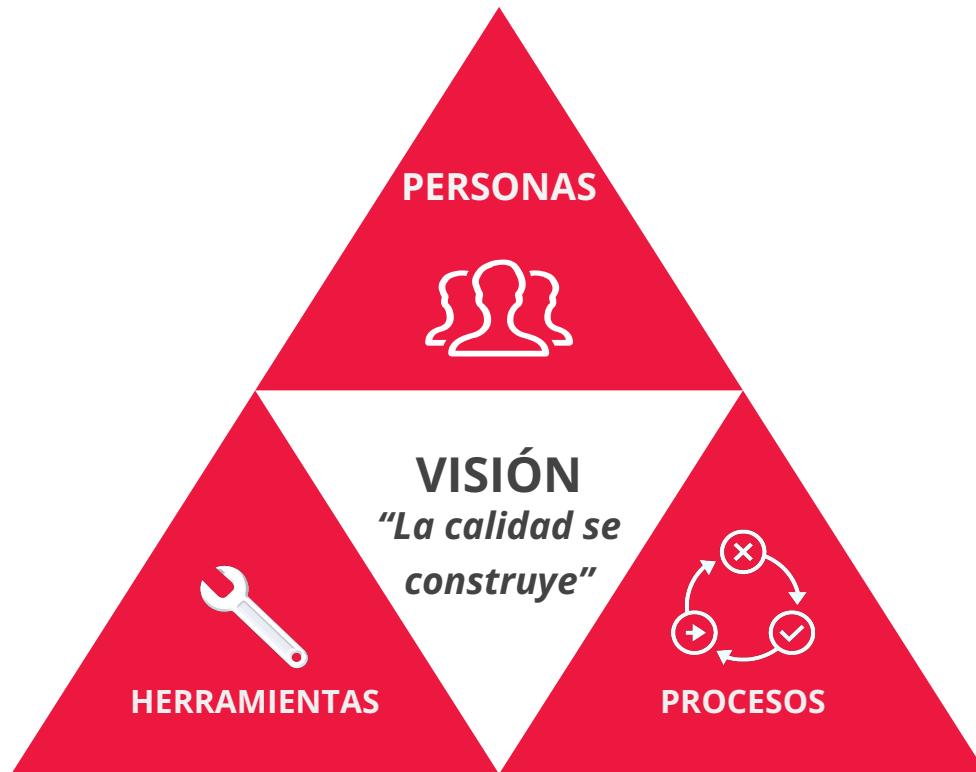 PERSONAS
VISIÓN
“La calidad se
construye”
HERRAMIENTAS
PROCESOS